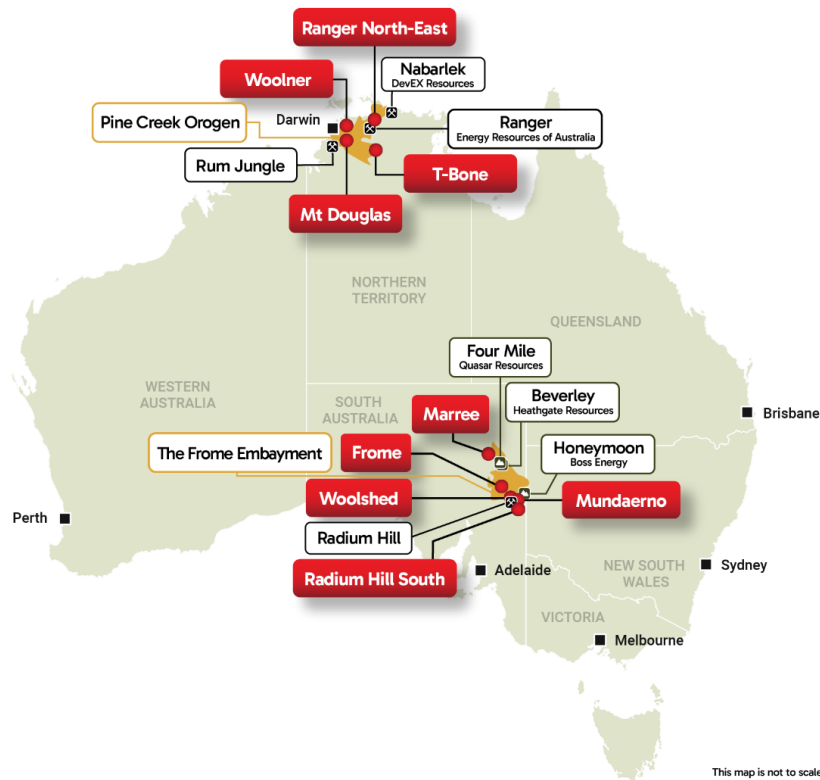 Ranger North-East
Woolner
Nabarlek
DevEX Resources
Pine Creek Orogen
Darwin
Ranger
Energy Resources of Australia
Rum Jungle
T-Bone
Mt Douglas
NORTHERN
TERRITORY
QUEENSLAND
Four Mile
Quasar Resources
WESTERN
AUSTRALIA
SOUTH
AUSTRALIA
Marree
Beverley
Heathgate Resources
Brisbane
The Frome Embayment
Frome
Honeymoon
Boss Energy
Woolshed
Mundaerno
Perth
Radium Hill
Radium Hill South
Adelaide
NEW SOUTH
WALES
Sydney
VICTORIA
Melbourne
This map is not to scale